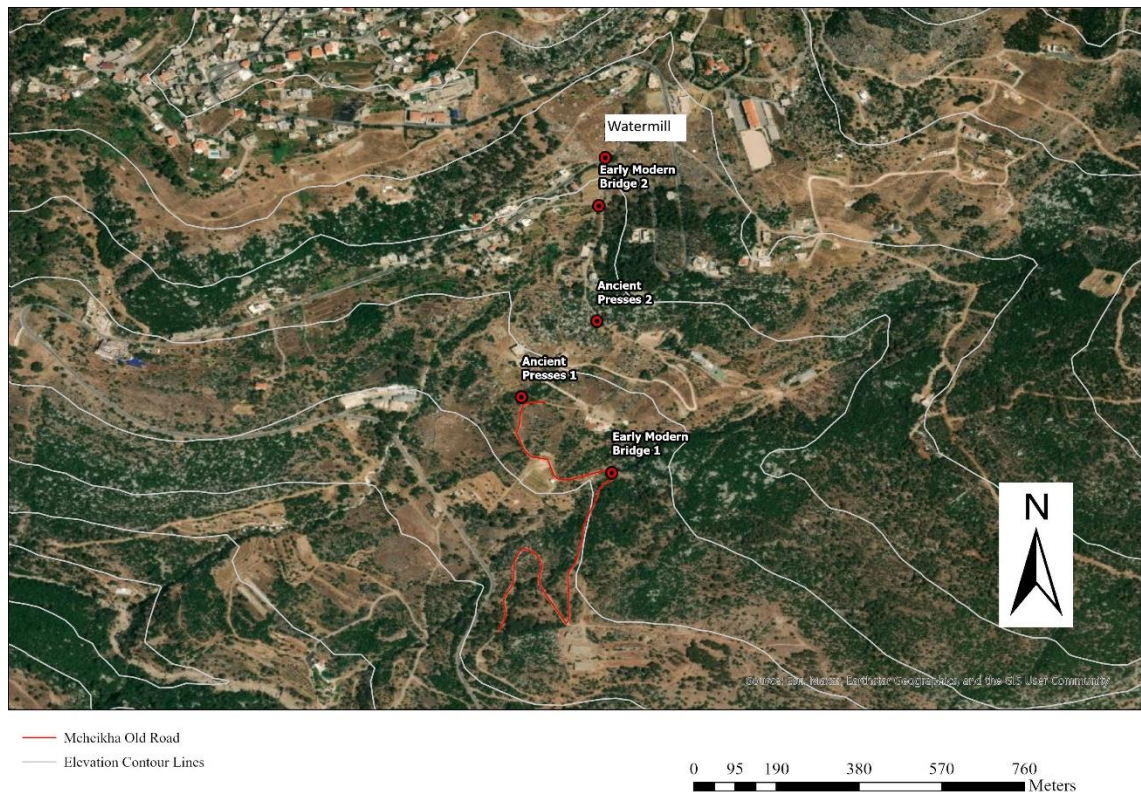 Watermill
Early Modern
Bridge 2
Ancient
Presses 2
Ancient
Presses 1
Early Modern
Bridge 1
N
Source: Esri, Maxar, Earthstar Geographics, and the GIS User Community
Mcheikha Old Road
Elevation Contour Lines
0 95 190 380 570 760
Meters